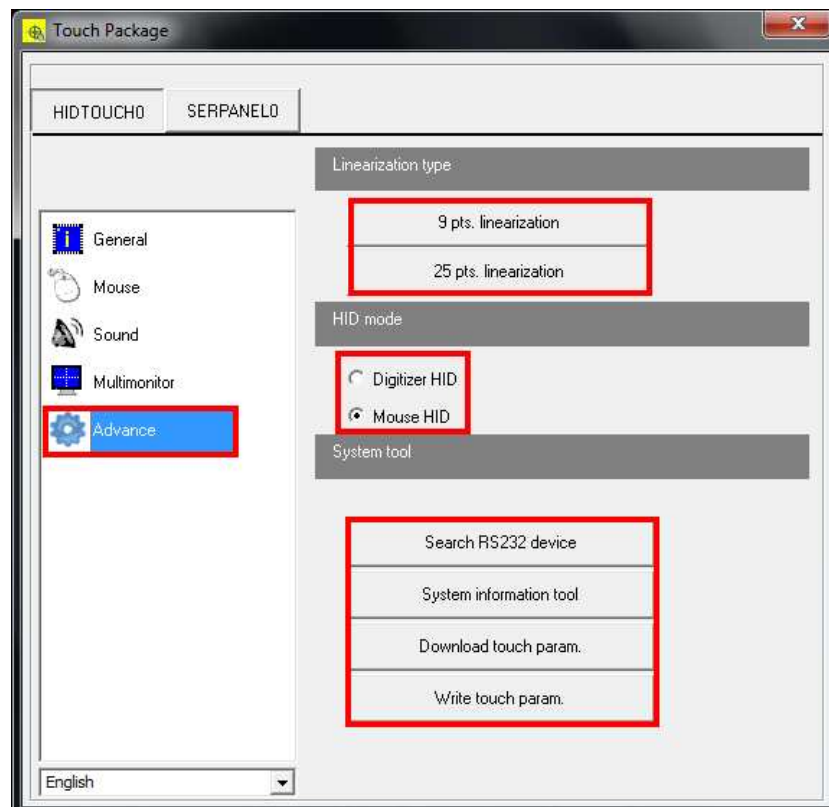 Touch Package
HIDTOUCH0
SERPANEL0
Linearization type
9 pts. linearization
25 pts. linearization
General
Mouse
Sound
Multimonitor
Advance
HID mode
Digitizer HID
Mouse HID
System tool
Search RS232 device
System information tool
Download touch param.
Write touch param.
English